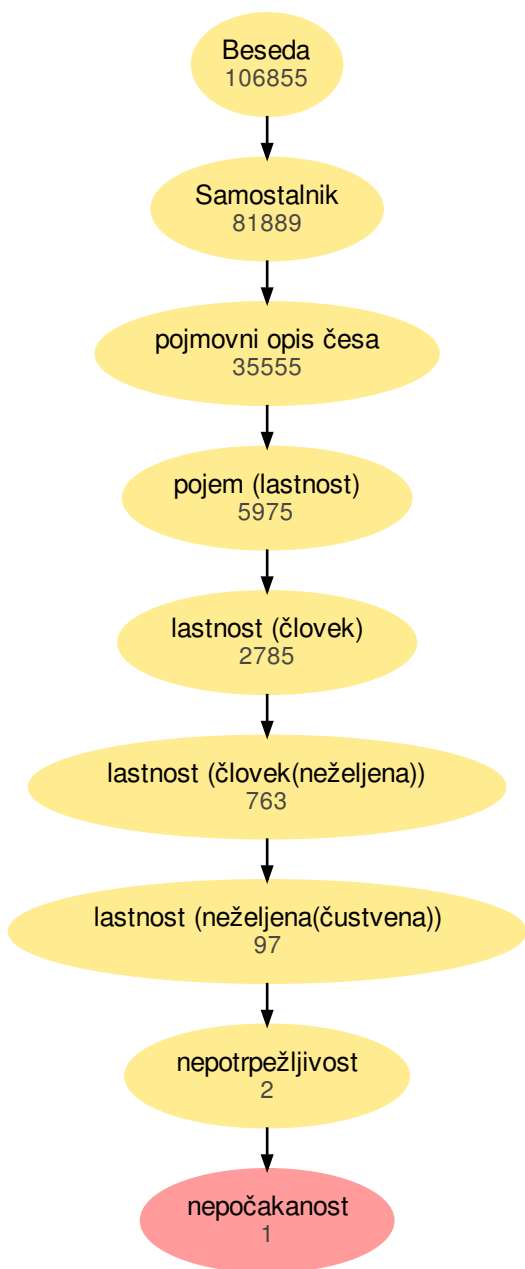 Beseda
106855
Samostalnik
81889
pojmovni opis česa
35555
pojem (lastnost)
5975
lastnost (človek)
2785
lastnost (človek(neželjena))
763
lastnost (neželjena(čustvena))
97
nepotrpežljivost
2
nepočakanost
1